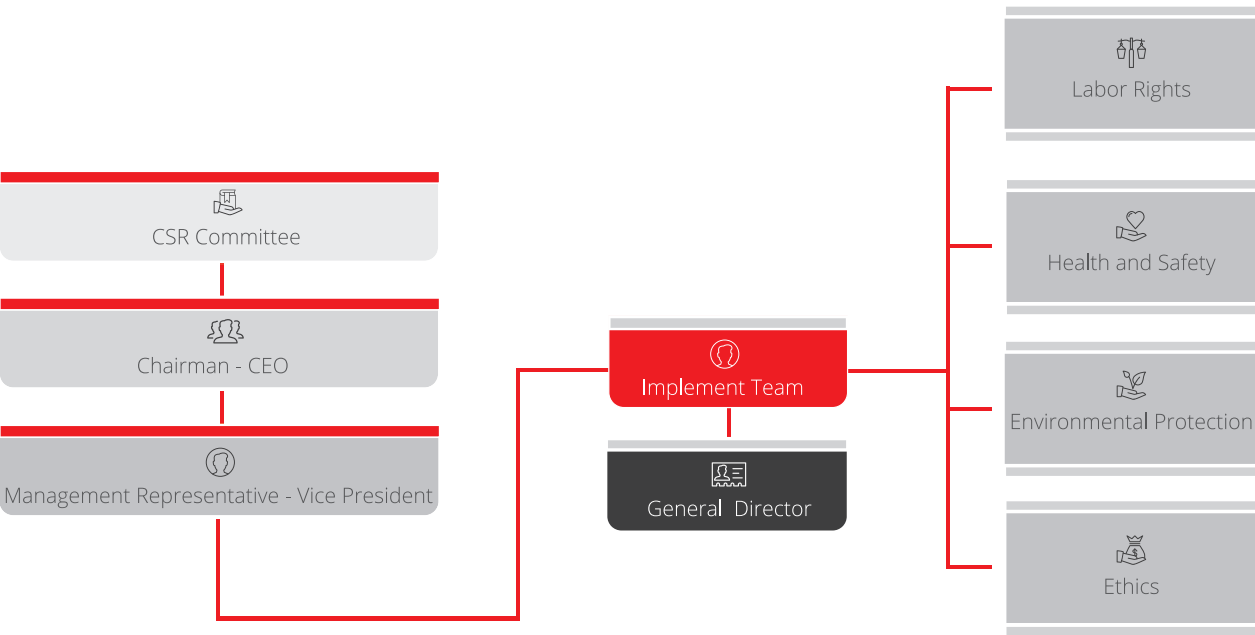 CSR Committee
Chairman - CEO
Management Representative - Vice President
Implement Team
General Director
Labor Rights
Health and Safety
Environmental Protection
Ethics